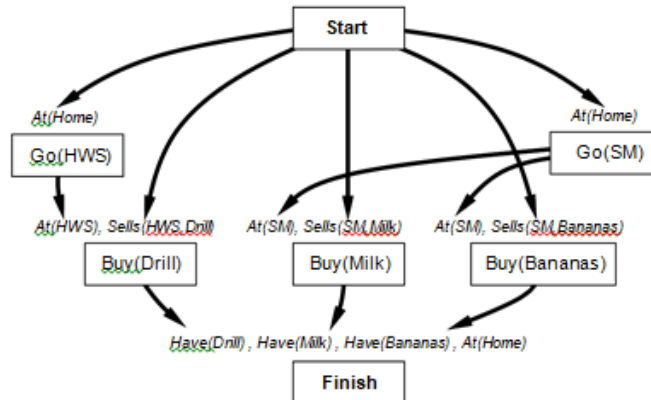 Start
At(Home) At(Home)
Go(HWS) Go(SM)
At(HWS), Sells(HWS,Drill) At(SM), Sells(SM,Milk) At(SM), Sells(SM,Bananas)
Buy(Drill) Buy(Milk) Buy(Bananas)
Have(Drill) , Have(Milk) , Have(Bananas) , At(Home)
Finish